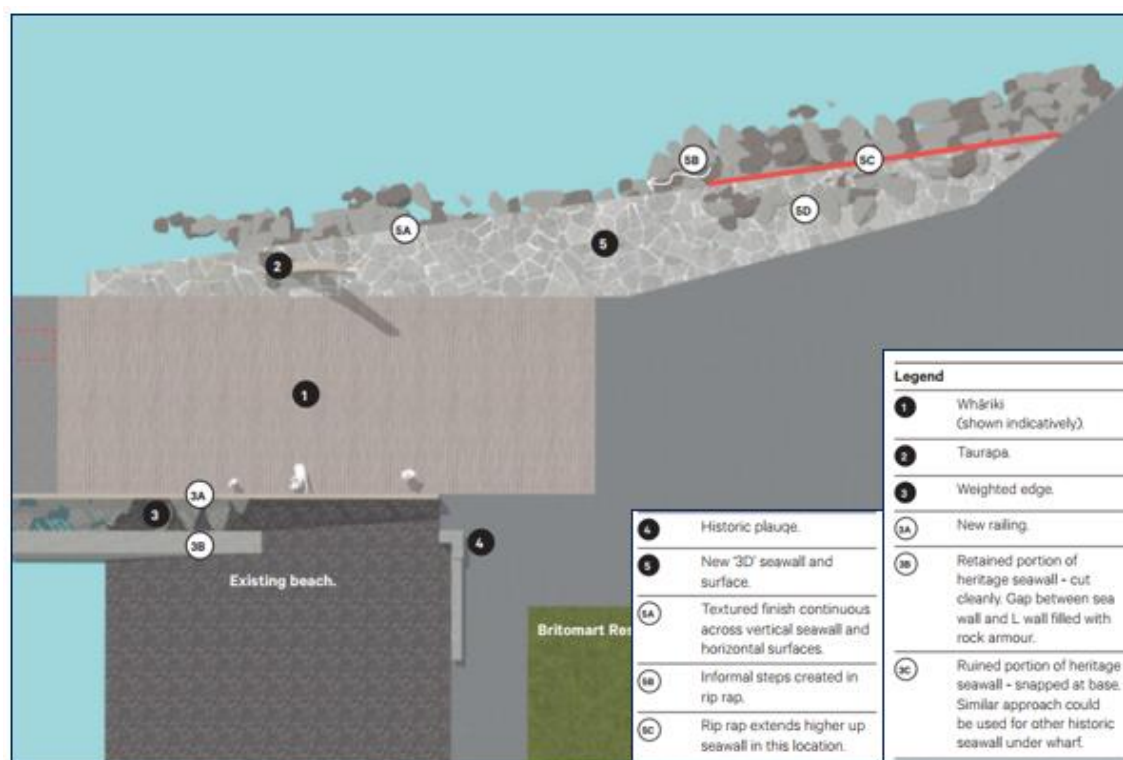 5B
5C
5A
5D
5
2
1
3A
3
3B
4
Existing beach.
Britomart Res
Legend
1 Whāriki
(shown indicatively).
2 Taurapa.
3 Weighted edge.
3A New railing.
3B Retained portion of
heritage seawall - cut
cleanly. Gap between sea
wall and L wall filled with
rock armour.
3C Ruined portion of heritage
seawall - snapped at base.
Similar approach could
be used for other historic
seawall under wharf.
4 Historic plauqe.
5 New '3D' seawall and
surface.
5A Textured finish continuous
across vertical seawall and
horizontal surfaces.
5B Informal steps created in
rip rap.
5C Rip rap extends higher up
seawall in this location.